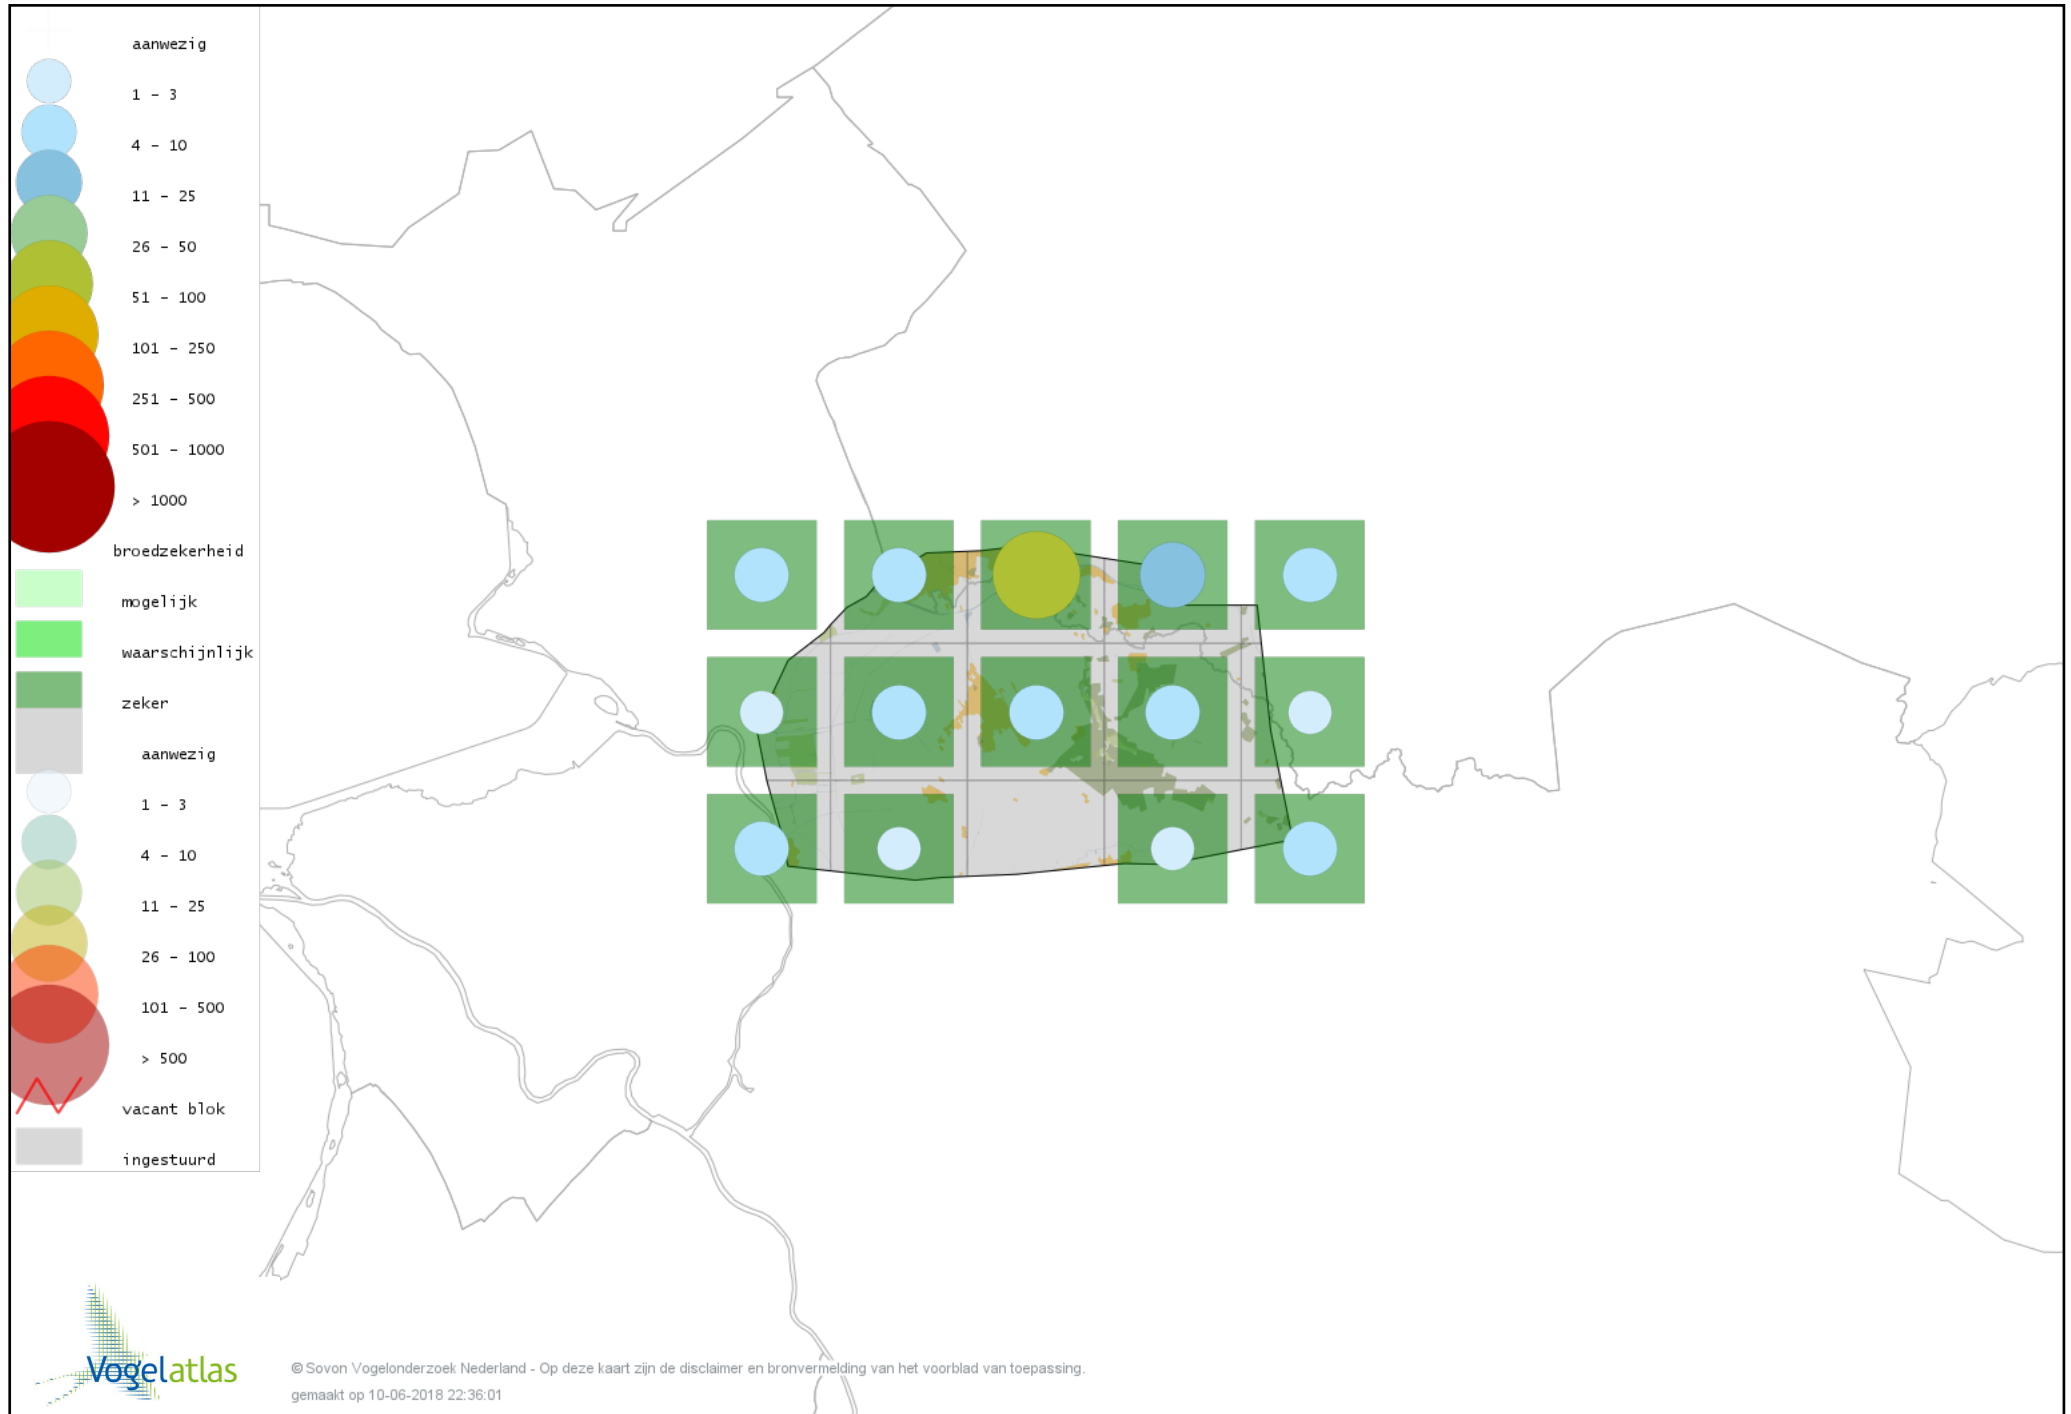 aanwezig
1 - 3
4 - 10
11 - 25
26 - 50
51 - 100
101 - 250
251 - 500
501 - 1000
> 1000
broedzekerheid
mogelijk
waarschijnlijk
zeker
aanwezig
1 - 3
4 - 10
11 - 25
26 - 100
101 - 500
> 500
vacant blok
ingestuurd
Vogelatlas
© Sovon Vogelonderzoek Nederland - Op deze kaart zijn de disclaimer en bronvermelding van het voorblad van toepassing.
gemaakt op 10-06-2018 22:36:01